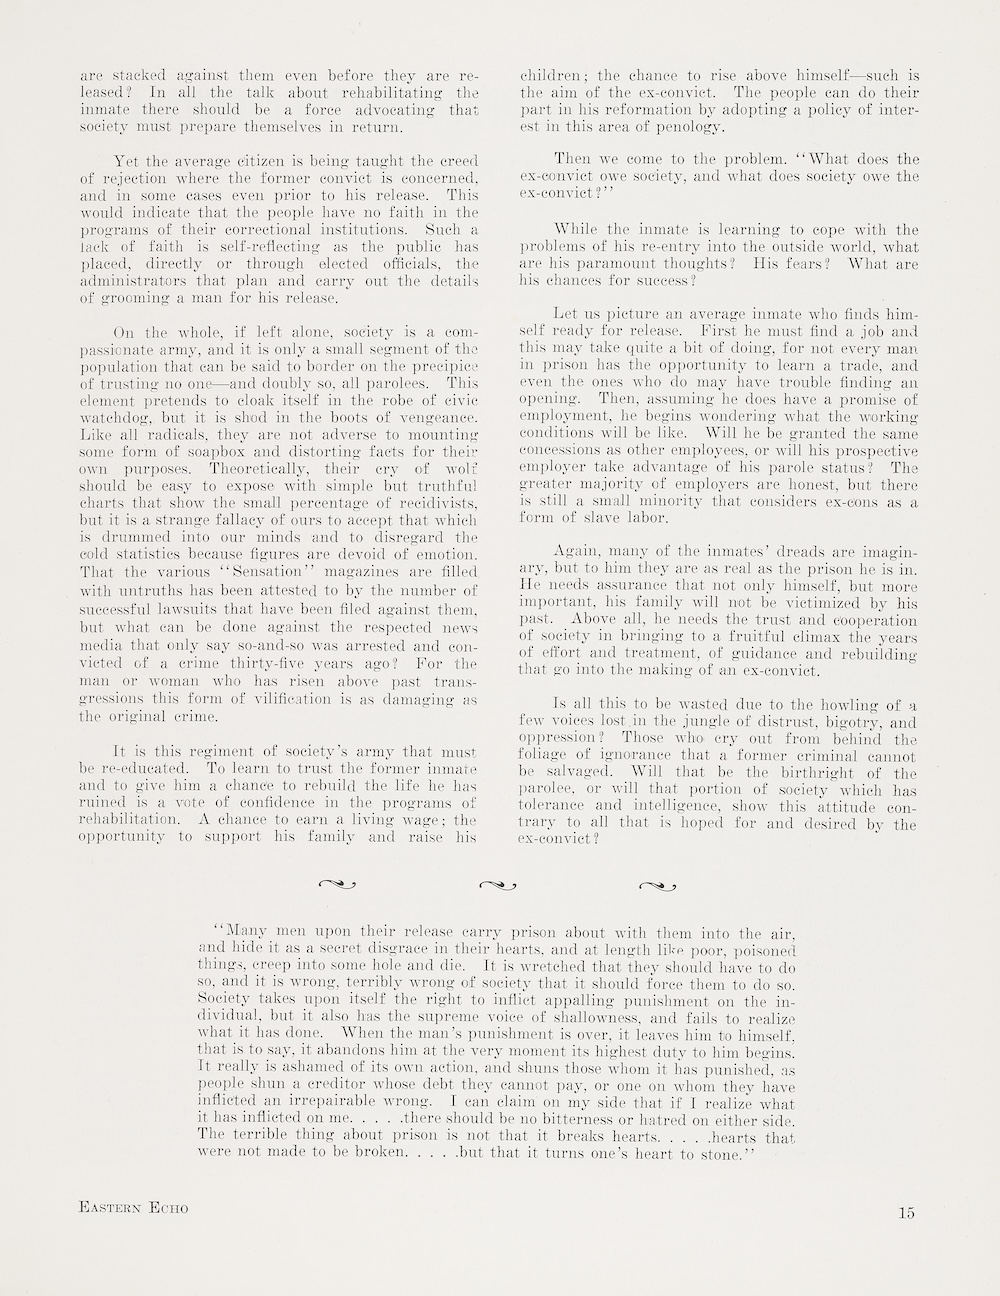 are stacked against them even before they are re-
leased? In all the talk about rehabilitating the
inmate there should be a force advocating that
society must prepare themselves in return.
Yet the average citizen is being taught the creed
of rejection where the former convict is concerned,
and in some cases even prior to his release. This
would indicate that the people have no faith in the
programs of their correctional institutions. Such a
lack of faith is self-reflecting as the public has
placed, directly or through elected officials, the
administrators that plan and carry out the details
of grooming a man for his release.
On the whole, if left alone, society is a com-
passionate army, and it is only a small segment of the
population that can be said to border on the precipice
of trusting no one—and doubly so, all parolees. This
element pretends to cloak itself in the robe of civic
watchdog, but it is shod in the boots of vengeance.
Like all radicals, they are not adverse to mounting
some form of soapbox and distorting facts for their
own purposes. Theoretically, their cry of wolf
should be easy to expose with simple but truthful
charts that show the small percentage of recidivists,
but it is a strange fallacy of ours to accept that which
is drummed into our minds and to disregard the
cold statistics because figures are devoid of emotion.
That the various ‘‘Sensation’’ magazines are filled
with untruths has been attested to by the number of
successful lawsuits that have been filed against them,
but what can be done against the respected news
media that only say so-and-so was arrested and con-
victed of a crime thirty-five years ago? For the
man or woman who has risen above past trans-
gressions this form of vilification is as damaging as
the original crime.
It is this regiment of society's army that must
be re-educated. To learn to trust the former inmate
and to give him a chance to rebuild the life he has
ruined is a vote of confidence in the programs of
rehabilitation. A chance to earn a living wage; the
opportunity to support his family and raise his
children; the chance to rise above himself—such is
the aim of the ex-convict. The people can do their
part in his reformation by adopting a policy of inter-
est in this area of penology.
Then we come to the problem. ‘‘What does the
ex-convict owe society, and what does society owe the
ex-convict?’’
While the inmate is learning to cope with the
problems of his re-entry into the outside world, what
are his paramount thoughts? His fears? What are
his chances for success?
Let us picture an average inmate who finds him-
self ready for release. First he must find a job and
this may take quite a bit of doing, for not every man
in prison has the opportunity to learn a trade, and
even the ones who do may have trouble finding an
opening. Then, assuming he does have a promise of
employment, he begins wondering what the working
conditions will be like. Will he be granted the same
concessions as other employees, or will his prospective
employer take advantage of his parole status? The
greater majority of employers are honest, but there
is still a small minority that considers ex-cons as a
form of slave labor.
Again, many of the inmates' dreads are imagin-
ary, but to him they are as real as the prison he is in.
He needs assurance that not only himself, but more
important, his family will not be victimized by his
past. Above all, he needs the trust and cooperation
of society in bringing to a fruitful climax the years
of effort and treatment, of guidance and rebuilding
that go into the making of an ex-convict.
Is all this to be wasted due to the howling of a
few voices lost in the jungle of distrust, bigotry, and
oppression? Those who cry out from behind the
foliage of ignorance that a former criminal cannot
be salvaged. Will that be the birthright of the
parolee, or will that portion of society which has
tolerance and intelligence, show this attitude con-
trary to all that is hoped for and desired by the
ex-convict?
‘‘Many men upon their release carry prison about with them into the air,
and hide it as a secret disgrace in their hearts, and at length like poor, poisoned
things, creep into some hole and die. It is wretched that they should have to do
so, and it is wrong, terribly wrong of society that it should force them to do so.
Society takes upon itself the right to inflict appalling punishment on the in-
dividual, but it also has the supreme voice of shallowness, and fails to realize
what it has done. When the man's punishment is over, it leaves him to himself,
that is to say, it abandons him at the very moment its highest duty to him begins.
It really is ashamed of its own action, and shuns those whom it has punished, as
people shun a creditor whose debt they cannot pay, or one on whom they have
inflicted an irrepairable wrong. I can claim on my side that if I realize what
it has inflicted on me. . . . .there should be no bitterness or hatred on either side.
The terrible thing about prison is not that it breaks hearts. . . . .hearts that
were not made to be broken. . . . .but that it turns one's heart to stone.’’
EASTERN ECHO
15